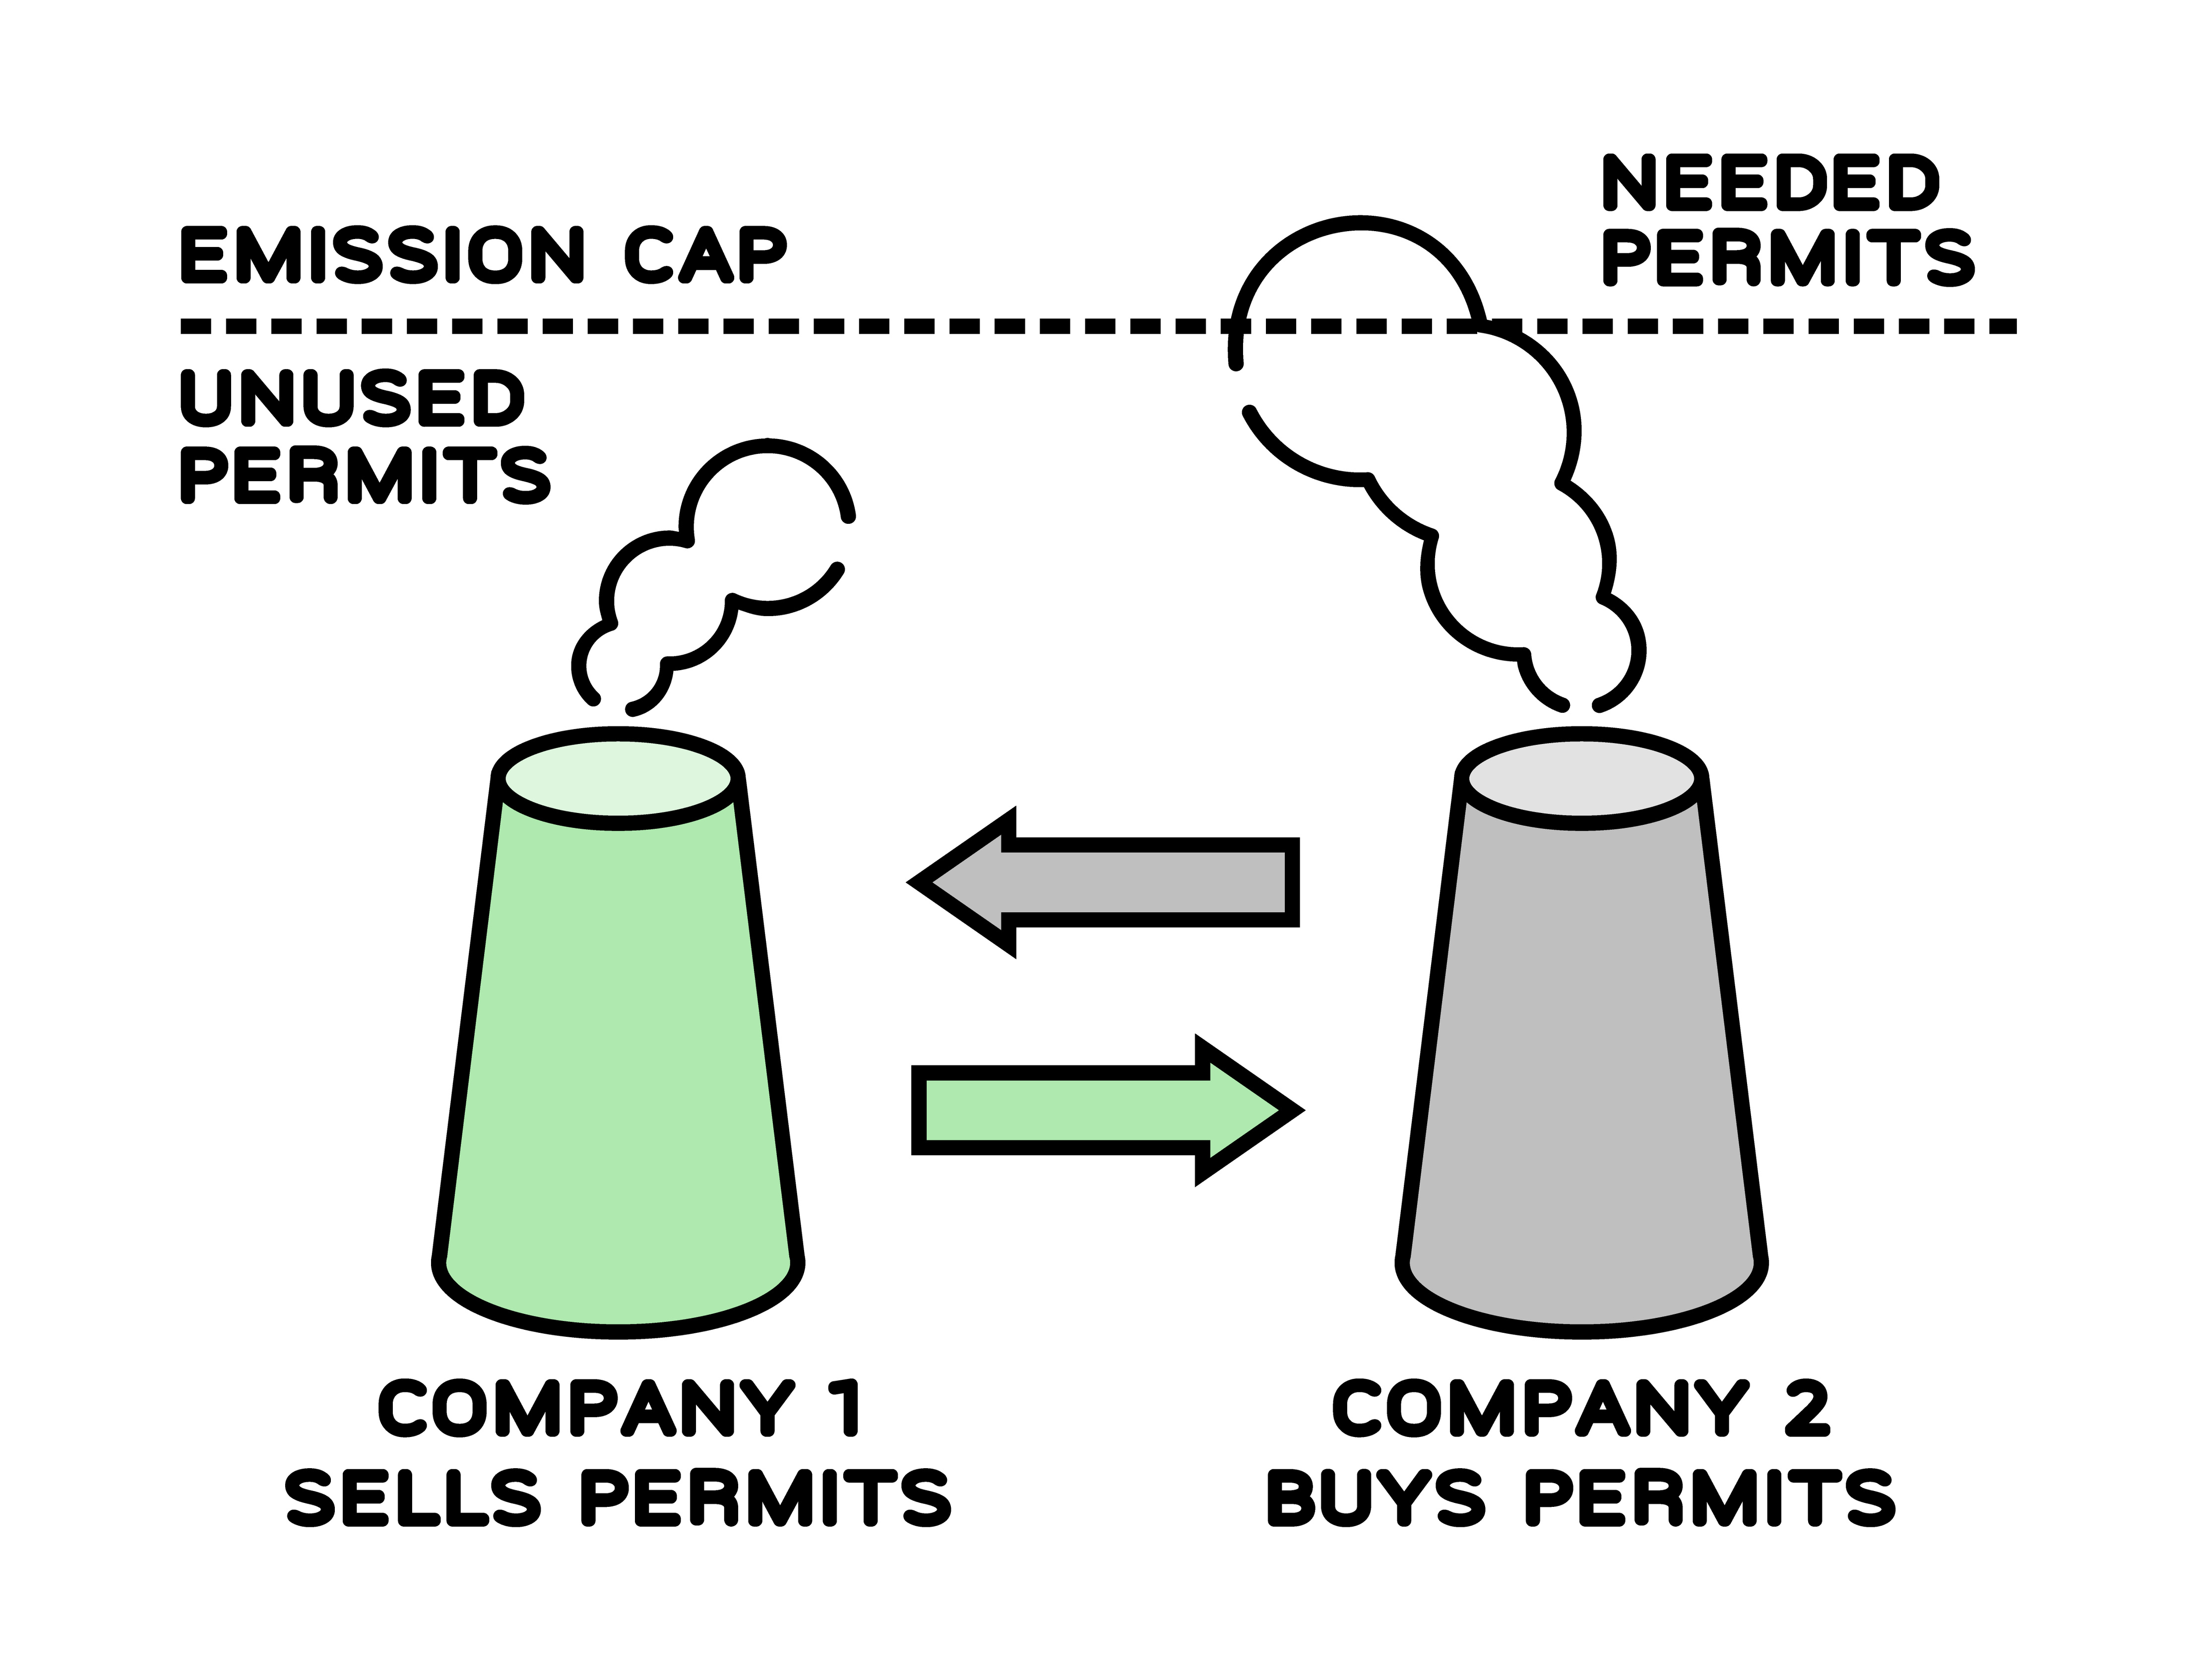 EMISSION CAP
NEEDED
PERMITS
UNUSED
PERMITS
COMPANY 1
SELLS PERMITS
COMPANY 2
BUYS PERMITS